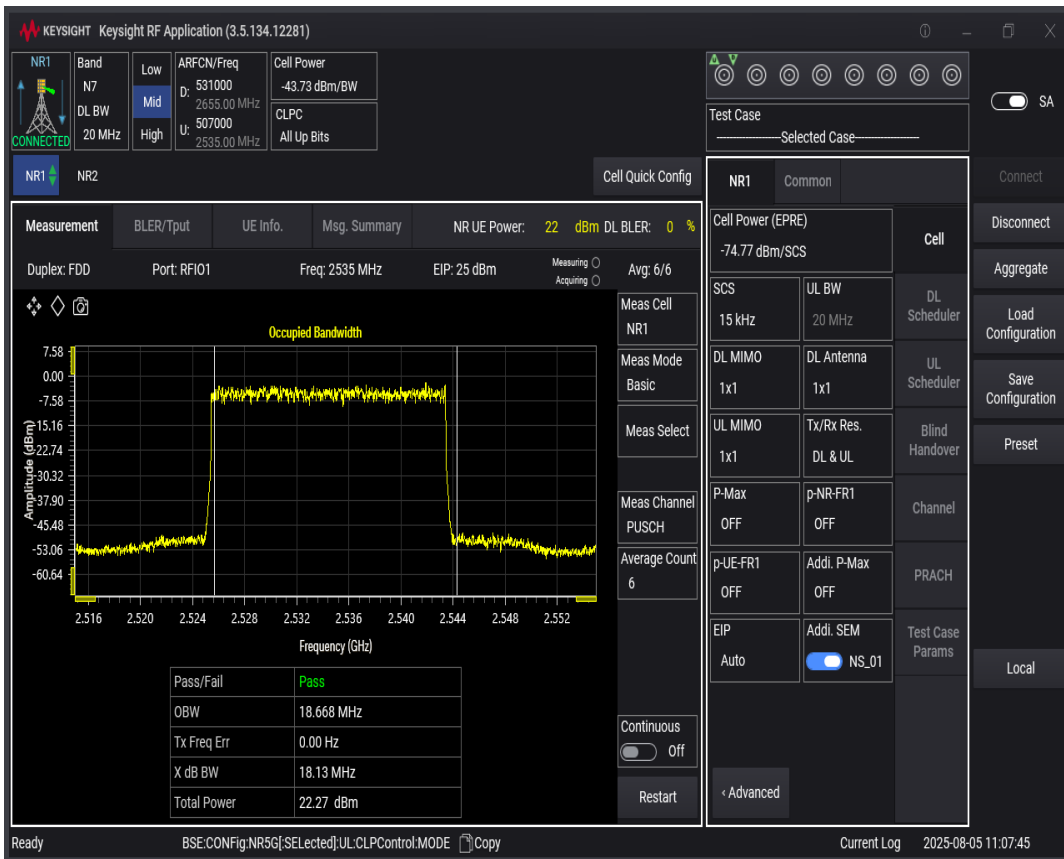 KEYSIGHT Keysight RF Application (3.5.134.12281)
NR1
CONNECTED
Band
N7
DL BW
20 MHz
Low
Mid
High
ARFCN/Freq
D: 531000
2655.00 MHz
U: 507000
2535.00 MHz
Cell Power
-43.73 dBm/BW
CLPC
All Up Bits
Test Case
--------------------Selected Case--------------------
SA
NR1 NR2
Cell Quick Config
Measurement BLER/Tput UE Info. Msg. Summary NR UE Power: 22 dBm DL BLER: 0 %
Duplex: FDD Port: RFIO1 Freq: 2535 MHz EIP: 25 dBm Measuring Acquiring Avg: 6/6
Occupied Bandwidth
Amplitude (dBm)
7.58
0.00
-7.58
-15.16
-22.74
-30.32
-37.90
-45.48
-53.06
-60.64
2.516 2.520 2.524 2.528 2.532 2.536 2.540 2.544 2.548 2.552
Frequency (GHz)
Pass/Fail Pass
OBW 18.668 MHz
Tx Freq Err 0.00 Hz
X dB BW 18.13 MHz
Total Power 22.27 dBm
Meas Cell
NR1
Meas Mode
Basic
Meas Select
Meas Channel
PUSCH
Average Count
6
Continuous
Off
Restart
NR1 Common
Cell Power (EPRE)
-74.77 dBm/SCS
SCS
15 kHz
UL BW
20 MHz
DL MIMO
1x1
DL Antenna
1x1
UL MIMO
1x1
Tx/Rx Res.
DL & UL
P-Max
OFF
p-NR-FR1
OFF
p-UE-FR1
OFF
Addi. P-Max
OFF
EIP
Auto
Addi. SEM
NS_01
‹ Advanced
Cell
DL
Scheduler
UL
Scheduler
Blind
Handover
Channel
PRACH
Test Case
Params
Connect
Disconnect
Aggregate
Load
Configuration
Save
Configuration
Preset
Local
Ready BSE:CONFig:NR5G[:SELected]:UL:CLPControl:MODE Copy Current Log 2025-08-05 11:07:45